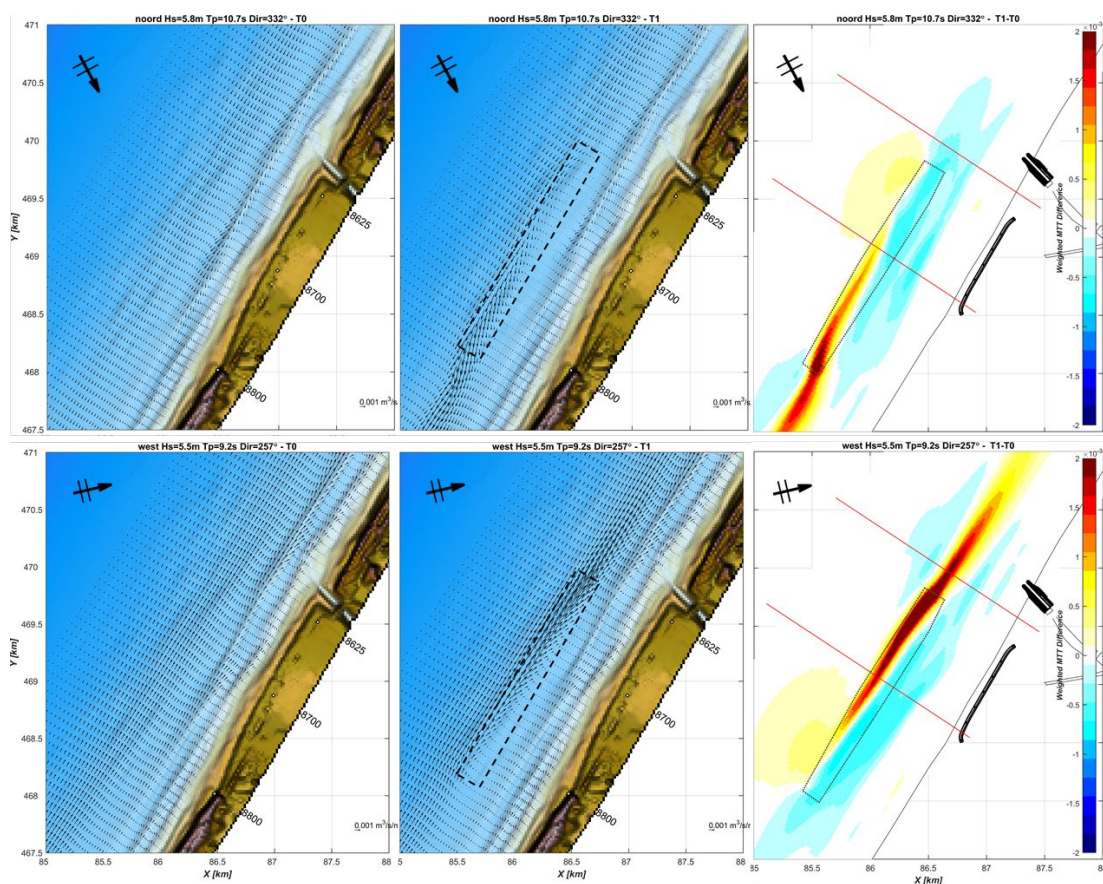 noord Hs=5.8m Tp=10.7s Dir=332° - T0
noord Hs=5.8m Tp=10.7s Dir=332° - T1
noord Hs=5.8m Tp=10.7s Dir=332° - T1-T0
471
470.5
470
469.5
469
468.5
468
467.5
Y [km]
8625
8700
8800
0.001 m³/s
8625
8700
8800
0.001 m³/s
2
×10⁻³
1.5
1
0.5
0
-0.5
-1
-1.5
-2
Weighted MTT Difference
west Hs=5.5m Tp=9.2s Dir=257° - T0
west Hs=5.5m Tp=9.2s Dir=257° - T1
west Hs=5.5m Tp=9.2s Dir=257° - T1-T0
471
470.5
470
469.5
469
468.5
468
467.5
Y [km]
8625
8700
8800
0.001 m³/s/m
8625
8700
8800
0.001 m³/s/m
2
×10⁻³
1.5
1
0.5
0
-0.5
-1
-1.5
-2
Weighted MTT Difference
85 85.5 86 86.5 87 87.5 88
85.5 86 86.5 87 87.5 88
85.5 86 86.5 87 87.5
X [km]
X [km]
X [km]